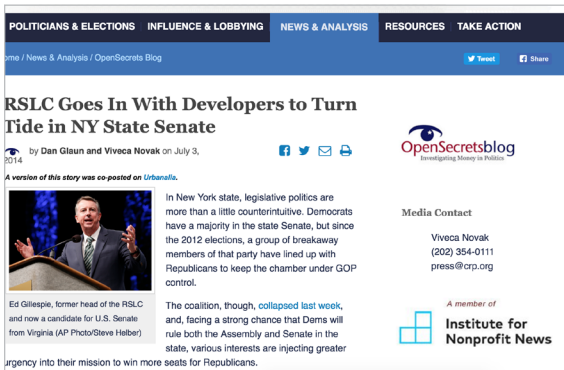 POLITICIANS & ELECTIONS INFLUENCE & LOBBYING NEWS & ANALYSIS RESOURCES TAKE ACTION
ome / News & Analysis / OpenSecrets Blog
Tweet Share
RSLC Goes In With Developers to Turn
Tide in NY State Senate
by Dan Glaun and Viveca Novak on July 3,
2014
A version of this story was co-posted on Urbanalia.
In New York state, legislative politics are
more than a little counterintuitive. Democrats
have a majority in the state Senate, but since
the 2012 elections, a group of breakaway
members of that party have lined up with
Republicans to keep the chamber under GOP
control.
Ed Gillespie, former head of the RSLC
and now a candidate for U.S. Senate
from Virginia (AP Photo/Steve Helber)
The coalition, though, collapsed last week,
and, facing a strong chance that Dems will
rule both the Assembly and Senate in the
state, various interests are injecting greater
urgency into their mission to win more seats for Republicans.
OpenSecretsblog
Investigating Money in Politics
Media Contact
Viveca Novak
(202) 354-0111
press@crp.org
A member of
Institute for
Nonprofit News